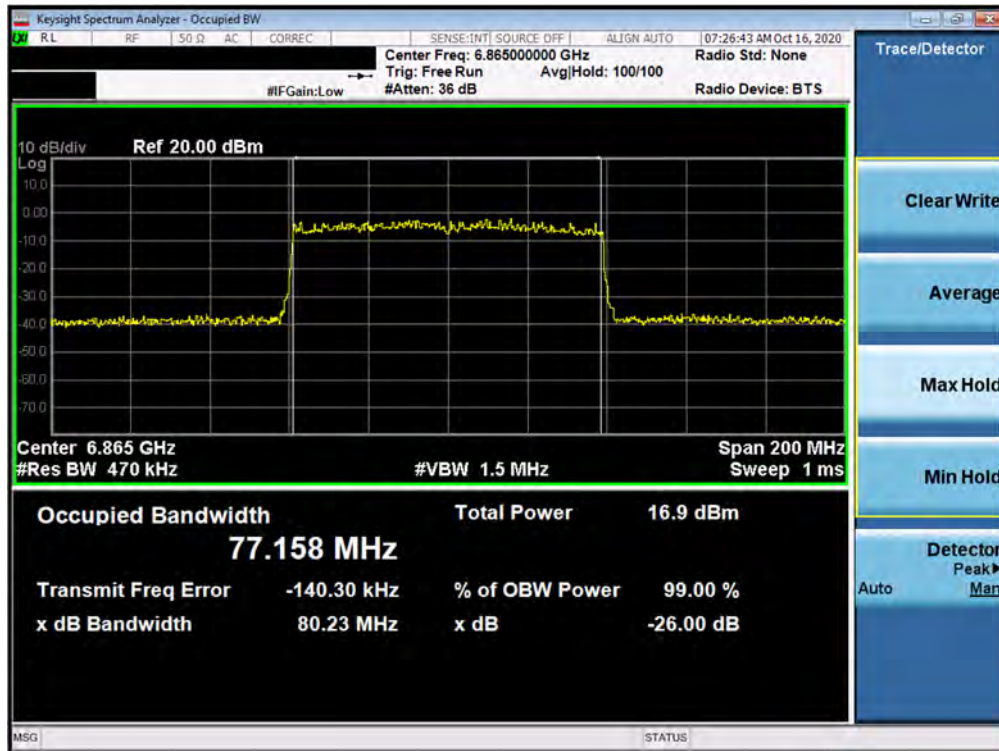 Keysight Spectrum Analyzer - Occupied BW
LXI RL RF 50 Ω AC CORREC SENSE:INT SOURCE OFF ALIGN AUTO 07:26:43 AM Oct 16, 2020
Center Freq: 6.865000000 GHz Radio Std: None
Trig: Free Run Avg|Hold: 100/100
#IFGain:Low #Atten: 36 dB Radio Device: BTS
Trace/Detector
10 dB/div Ref 20.00 dBm
Log
10.0
0.00
-10.0
-20.0
-30.0
-40.0
-50.0
-60.0
-70.0
Center 6.865 GHz Span 200 MHz
#Res BW 470 kHz #VBW 1.5 MHz Sweep 1 ms
Occupied Bandwidth Total Power 16.9 dBm
77.158 MHz
Transmit Freq Error -140.30 kHz % of OBW Power 99.00 %
x dB Bandwidth 80.23 MHz x dB -26.00 dB
Clear Write
Average
Max Hold
Min Hold
Detector
Peak
Auto Man
MSG STATUS